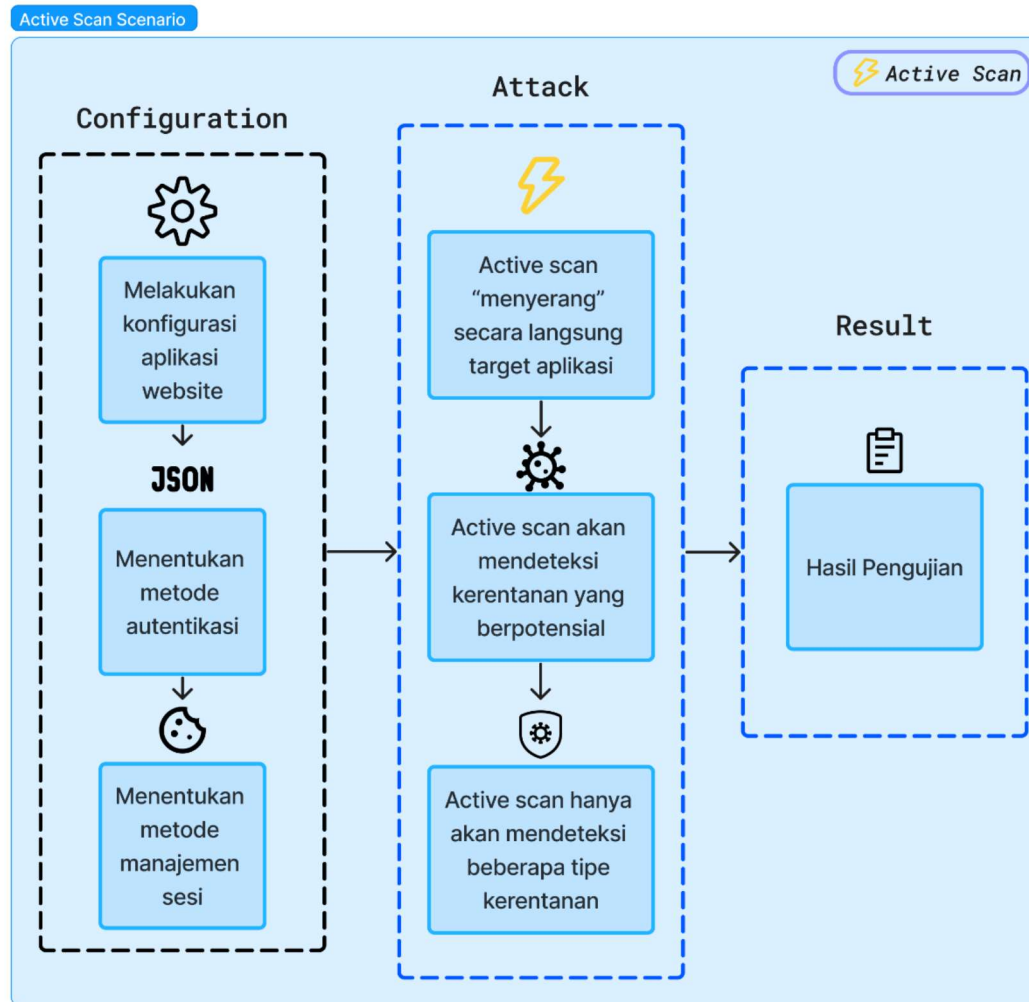 Active Scan Scenario
Active Scan
Configuration
Melakukan
konfigurasi
aplikasi
website
JSON
Menentukan
metode
autentikasi
Menentukan
metode
manajemen
sesi
Attack
Active scan
“menyerang”
secara langsung
target aplikasi
Active scan akan
mendeteksi
kerentanan yang
berpotensial
Active scan hanya
akan mendeteksi
beberapa tipe
kerentanan
Result
Hasil Pengujian